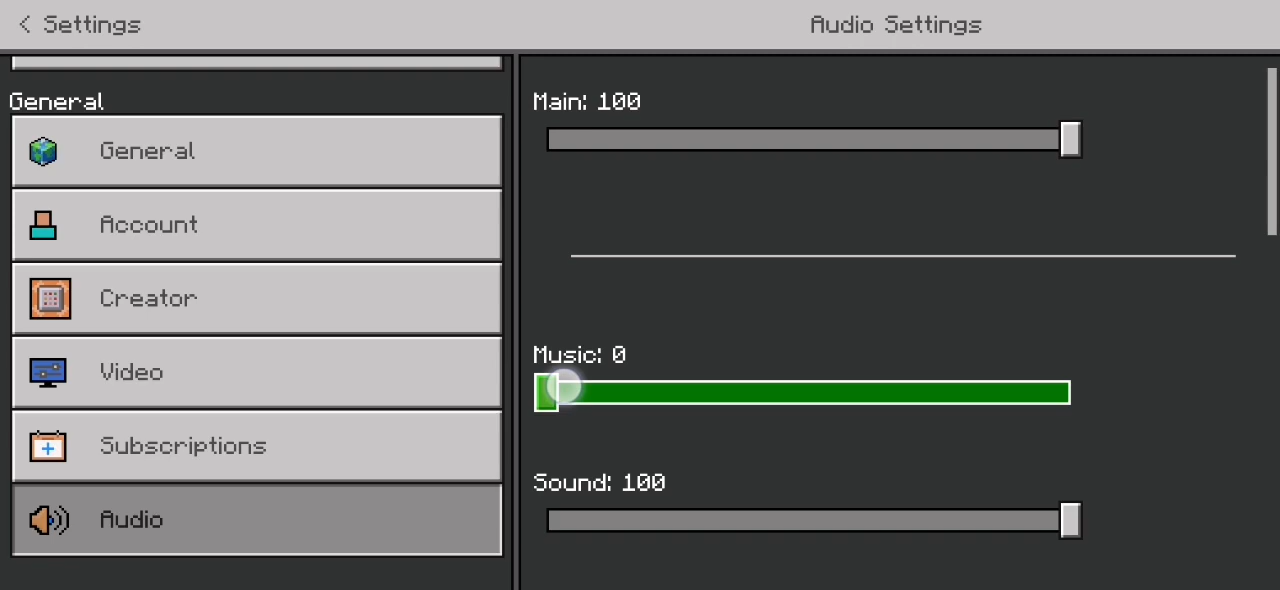 Settings
Audio Settings
General
General
Account
Creator
Video
Subscriptions
Audio
Main: 100
Music: 0
Sound: 100